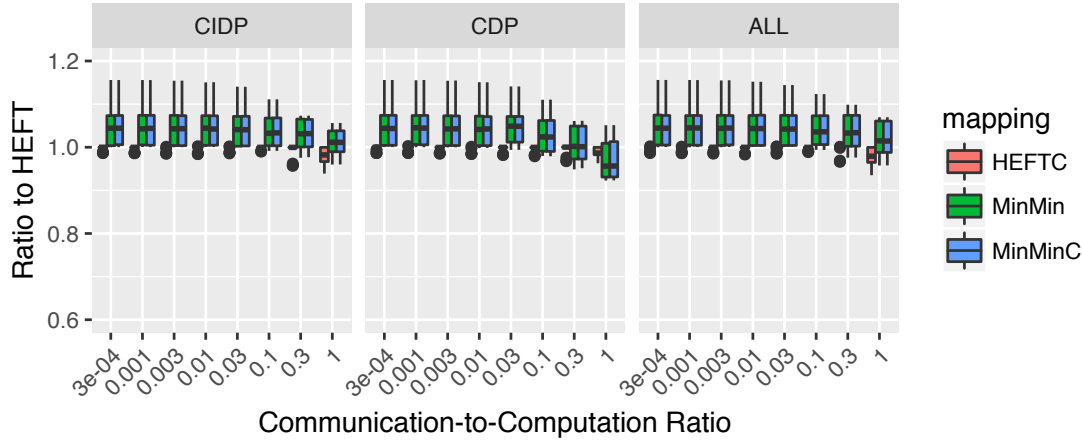 CIDP CDP ALL
1.2
1.0
0.8
0.6
Ratio to HEFT
3e-04 0.001 0.003 0.01 0.03 0.1 0.3 1 3e-04 0.001 0.003 0.01 0.03 0.1 0.3 1 3e-04 0.001 0.003 0.01 0.03 0.1 0.3 1
Communication-to-Computation Ratio
mapping
HEFTC
MinMin
MinMinC